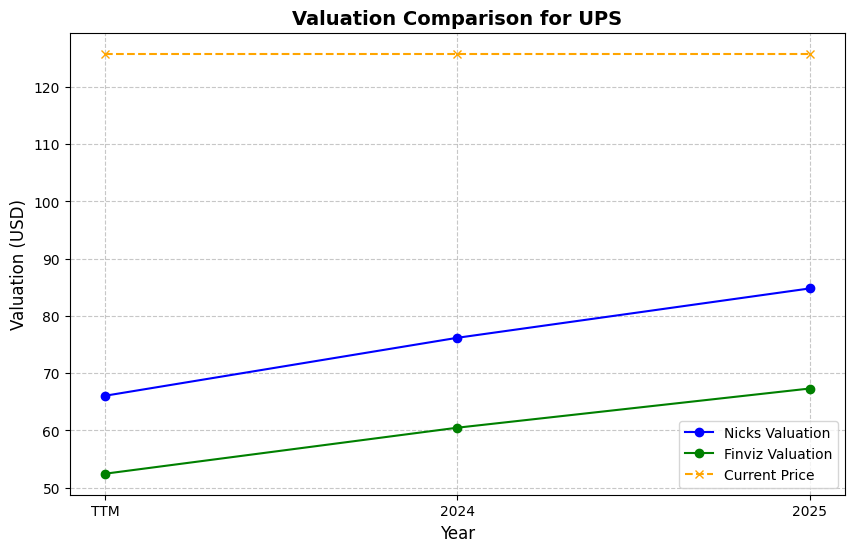 Valuation Comparison for UPS
Valuation (USD)
120
110
100
90
80
70
60
50
TTM
2024
2025
Year
Nicks Valuation
Finviz Valuation
Current Price